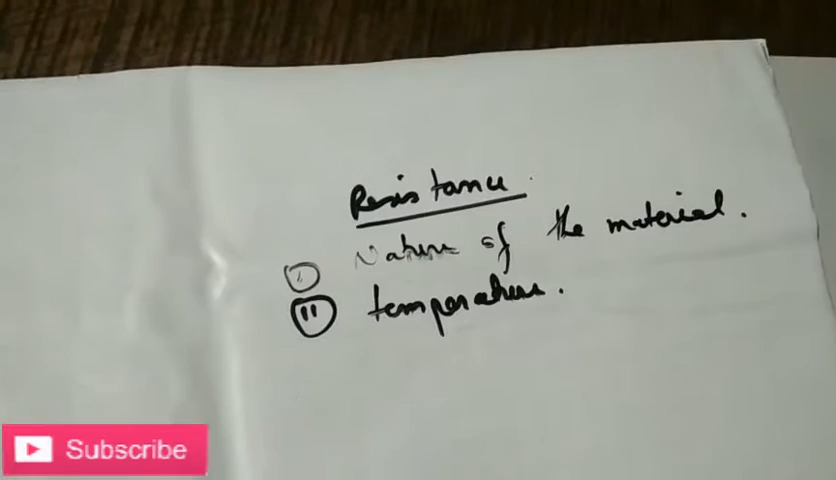 Resistance
(i) Nature of the material.
(ii) temperature.
Subscribe